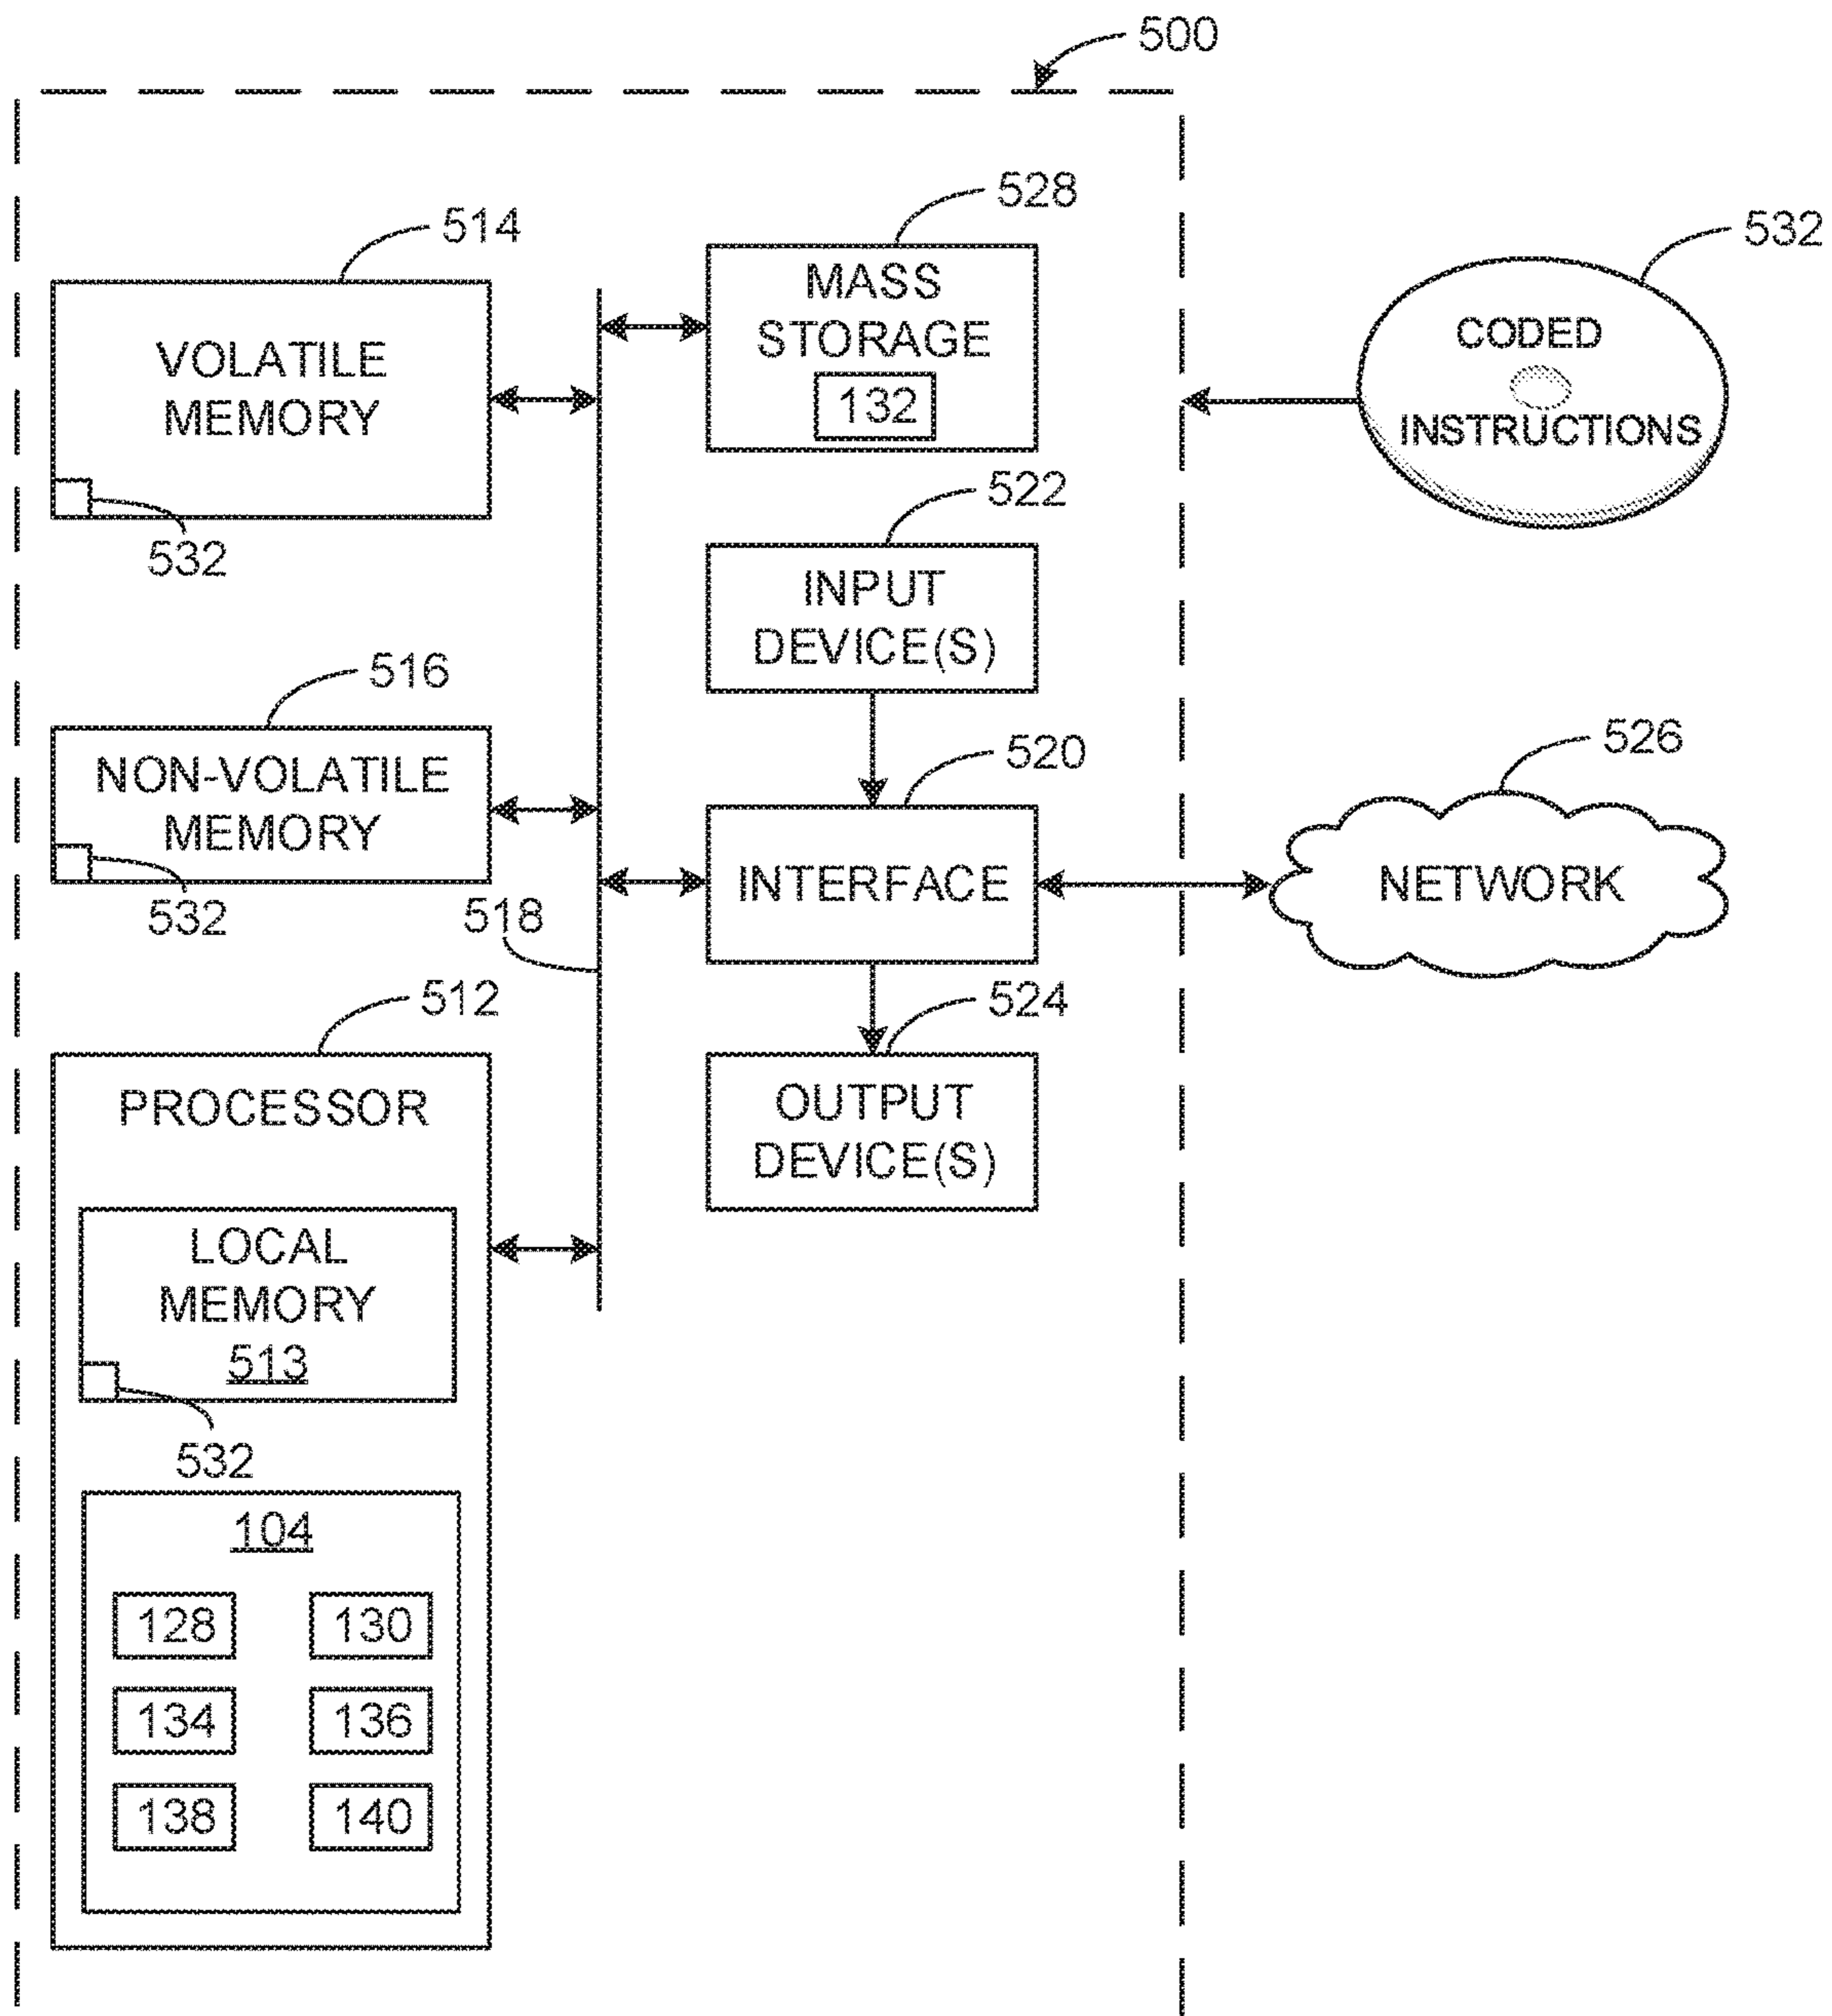 500
528
514
532
MASS
STORAGE
132
VOLATILE
MEMORY
532
CODED
INSTRUCTIONS
522
INPUT
DEVICE(S)
516
NON-VOLATILE
MEMORY
532
520
INTERFACE
526
NETWORK
518
512
524
OUTPUT
DEVICE(S)
PROCESSOR
LOCAL
MEMORY
513
532
104
128
130
134
136
138
140